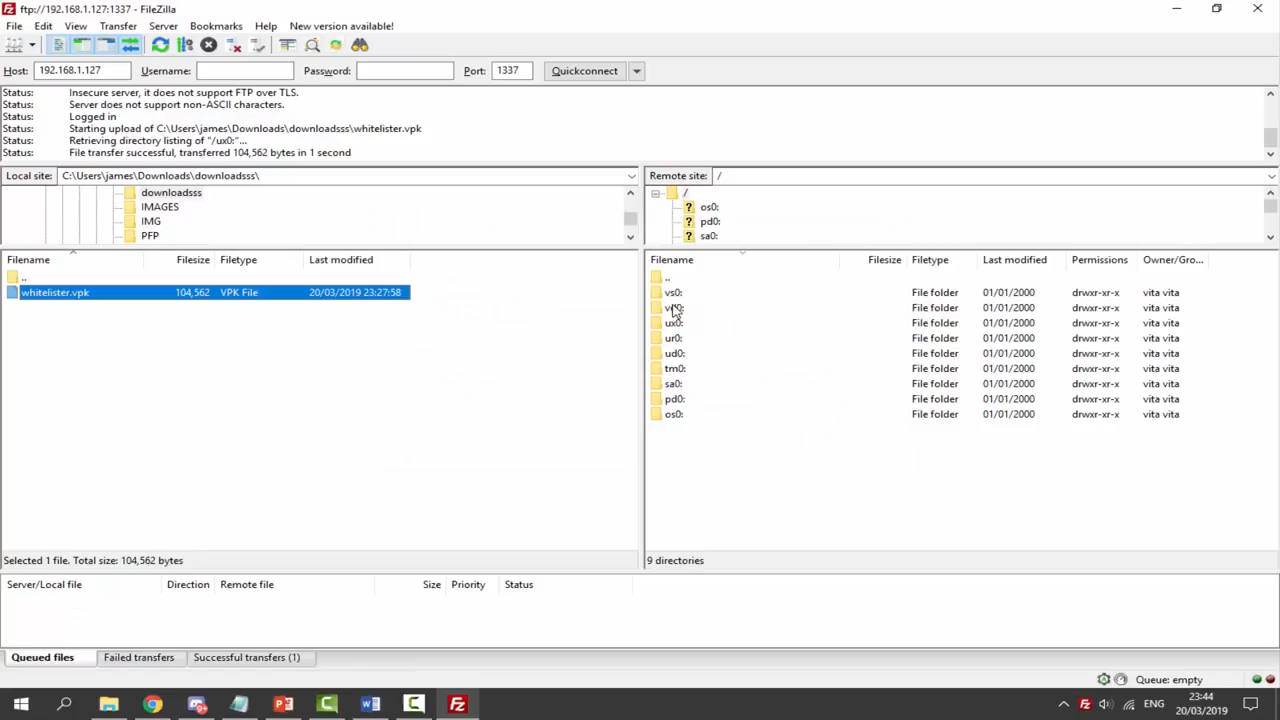 ftp://192.168.1.127:1337 - FileZilla
File Edit View Transfer Server Bookmarks Help New version available!
Host: 192.168.1.127 Username: Password: Port: 1337 Quickconnect
Status: Insecure server, it does not support FTP over TLS.
Status: Server does not support non-ASCII characters.
Status: Logged in
Status: Starting upload of C:\Users\james\Downloads\downloadsss\whitelister.vpk
Status: Retrieving directory listing of "/ux0:"...
Status: File transfer successful, transferred 104,562 bytes in 1 second
Local site: C:\Users\james\Downloads\downloadsss\
downloadsss
IMAGES
IMG
PFP
Remote site: /
/
os0:
pd0:
sa0:
Filename Filesize Filetype Last modified
..
whitelister.vpk 104,562 VPK File 20/03/2019 23:27:58
Selected 1 file. Total size: 104,562 bytes
Filename Filesize Filetype Last modified Permissions Owner/Gro...
..
vs0: File folder 01/01/2000 drwxr-xr-x vita vita
File folder 01/01/2000 drwxr-xr-x vita vita
ux0: File folder 01/01/2000 drwxr-xr-x vita vita
ur0: File folder 01/01/2000 drwxr-xr-x vita vita
ud0: File folder 01/01/2000 drwxr-xr-x vita vita
tm0: File folder 01/01/2000 drwxr-xr-x vita vita
sa0: File folder 01/01/2000 drwxr-xr-x vita vita
pd0: File folder 01/01/2000 drwxr-xr-x vita vita
os0: File folder 01/01/2000 drwxr-xr-x vita vita
9 directories
Server/Local file Direction Remote file Size Priority Status
Queued files Failed transfers Successful transfers (1)
Queue: empty
ENG
23:44
20/03/2019